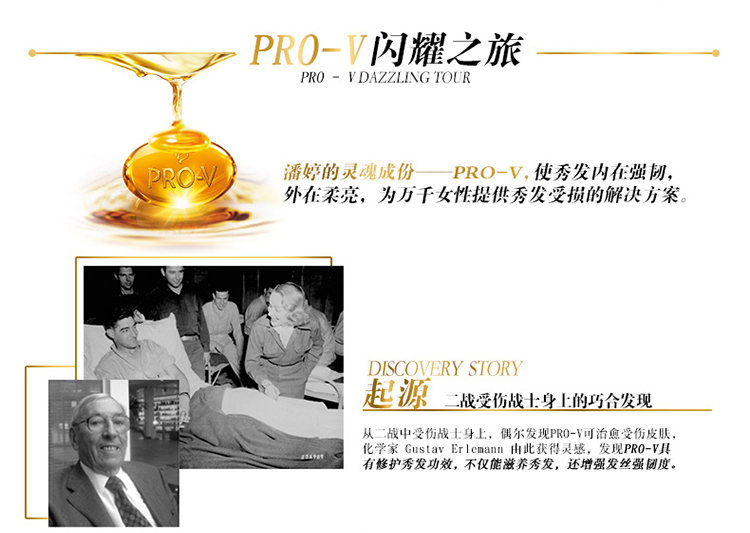 PRO-V闪耀之旅
PRO - V DAZZLING TOUR
PRO-V
潘婷的灵魂成份——PRO-V，使秀发内在强韧，
外在柔亮，为万千女性提供秀发受损的解决方案。
DISCOVERY STORY
起源 二战受伤战士身上的巧合发现
从二战中受伤战士身上，偶尔发现PRO-V可治愈受伤皮肤，
化学家 Gustav Erlemann 由此获得灵感，发现PRO-V具
有修护秀发功效，不仅能滋养秀发，还增强发丝强韧度。